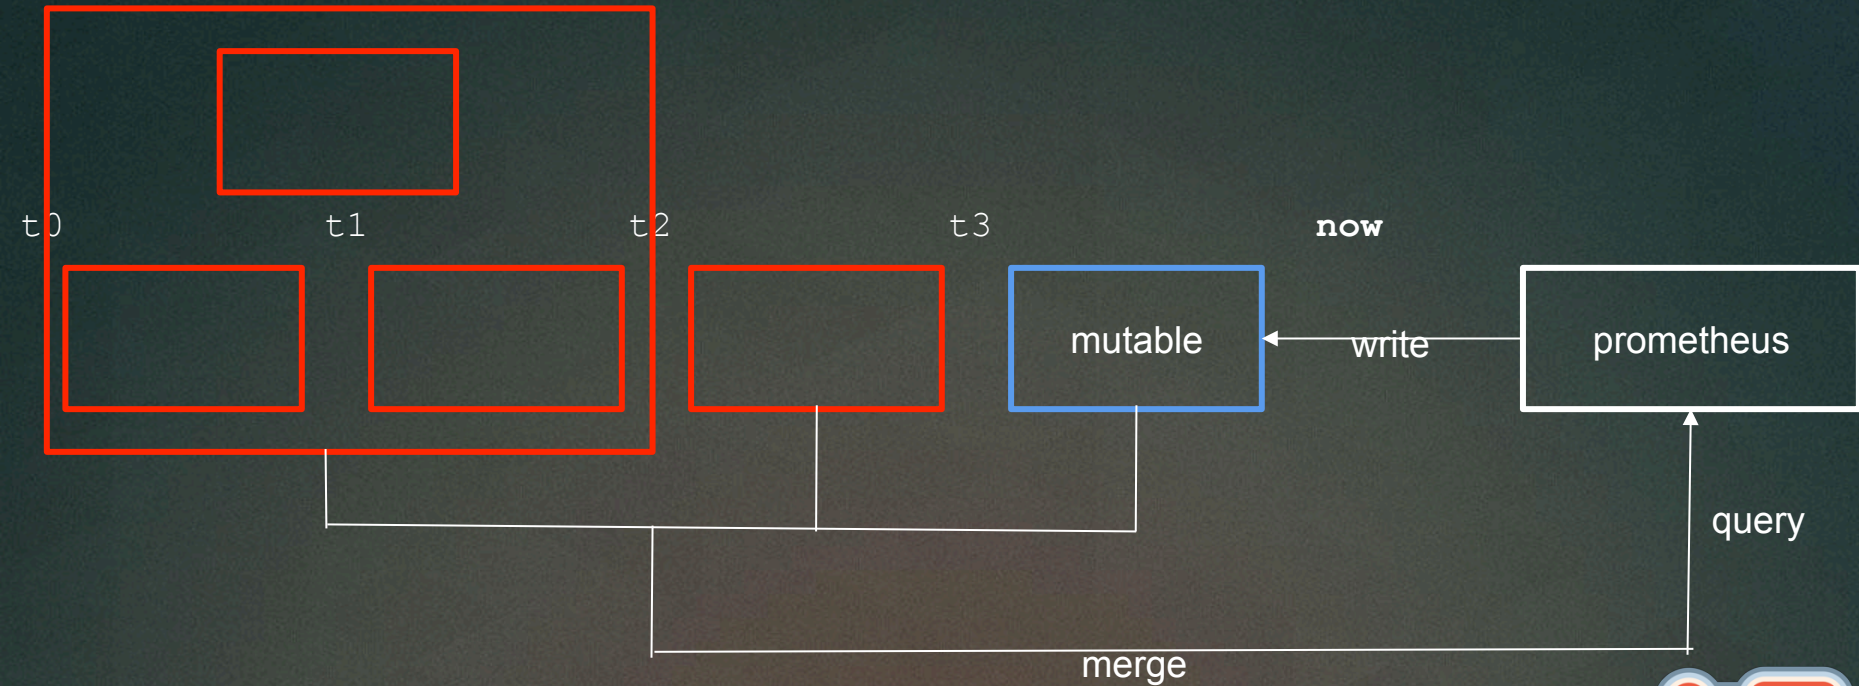 t0 t1 t2 t3 now
mutable write prometheus
query
merge